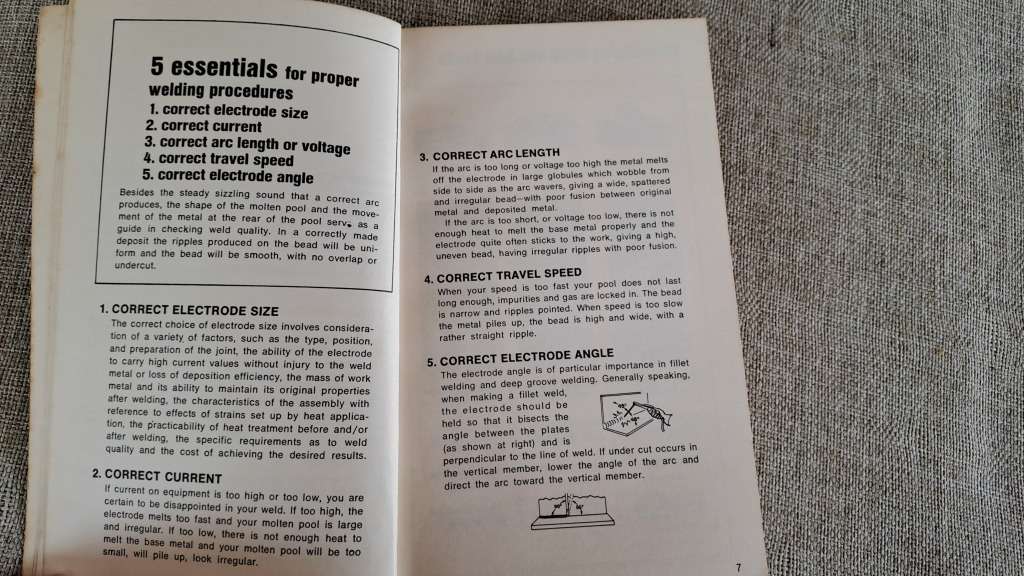 5 essentials for proper
welding procedures
1. correct electrode size
2. correct current
3. correct arc length or voltage
4. correct travel speed
5. correct electrode angle
Besides the steady sizzling sound that a correct arc
produces, the shape of the molten pool and the move-
ment of the metal at the rear of the pool serve as a
guide in checking weld quality. In a correctly made
deposit the ripples produced on the bead will be uni-
form and the bead will be smooth, with no overlap or
undercut.
1. CORRECT ELECTRODE SIZE
The correct choice of electrode size involves considera-
tion of a variety of factors, such as the type, position,
and preparation of the joint, the ability of the electrode
to carry high current values without injury to the weld
metal or loss of deposition efficiency, the mass of work
metal and its ability to maintain its original properties
after welding, the characteristics of the assembly with
reference to effects of strains set up by heat applica-
tion, the practicability of heat treatment before and/or
after welding, the specific requirements as to weld
quality and the cost of achieving the desired results.
2. CORRECT CURRENT
If current on equipment is too high or too low, you are
certain to be disappointed in your weld. If too high, the
electrode melts too fast and your molten pool is large
and irregular. If too low, there is not enough heat to
melt the base metal and your molten pool will be too
small, will pile up, look irregular.
3. CORRECT ARC LENGTH
If the arc is too long or voltage too high the metal melts
off the electrode in large globules which wobble from
side to side as the arc wavers, giving a wide, spattered
and irregular bead—with poor fusion between original
metal and deposited metal.
If the arc is too short, or voltage too low, there is not
enough heat to melt the base metal properly and the
electrode quite often sticks to the work, giving a high,
uneven bead, having irregular ripples with poor fusion.
4. CORRECT TRAVEL SPEED
When your speed is too fast your pool does not last
long enough, impurities and gas are locked in. The bead
is narrow and ripples pointed. When speed is too slow
the metal piles up, the bead is high and wide, with a
rather straight ripple.
5. CORRECT ELECTRODE ANGLE
The electrode angle is of particular importance in fillet
welding and deep groove welding. Generally speaking,
when making a fillet weld,
the electrode should be
held so that it bisects the
angle between the plates
(as shown at right) and is
perpendicular to the line of weld. If under cut occurs in
the vertical member, lower the angle of the arc and
direct the arc toward the vertical member.
7